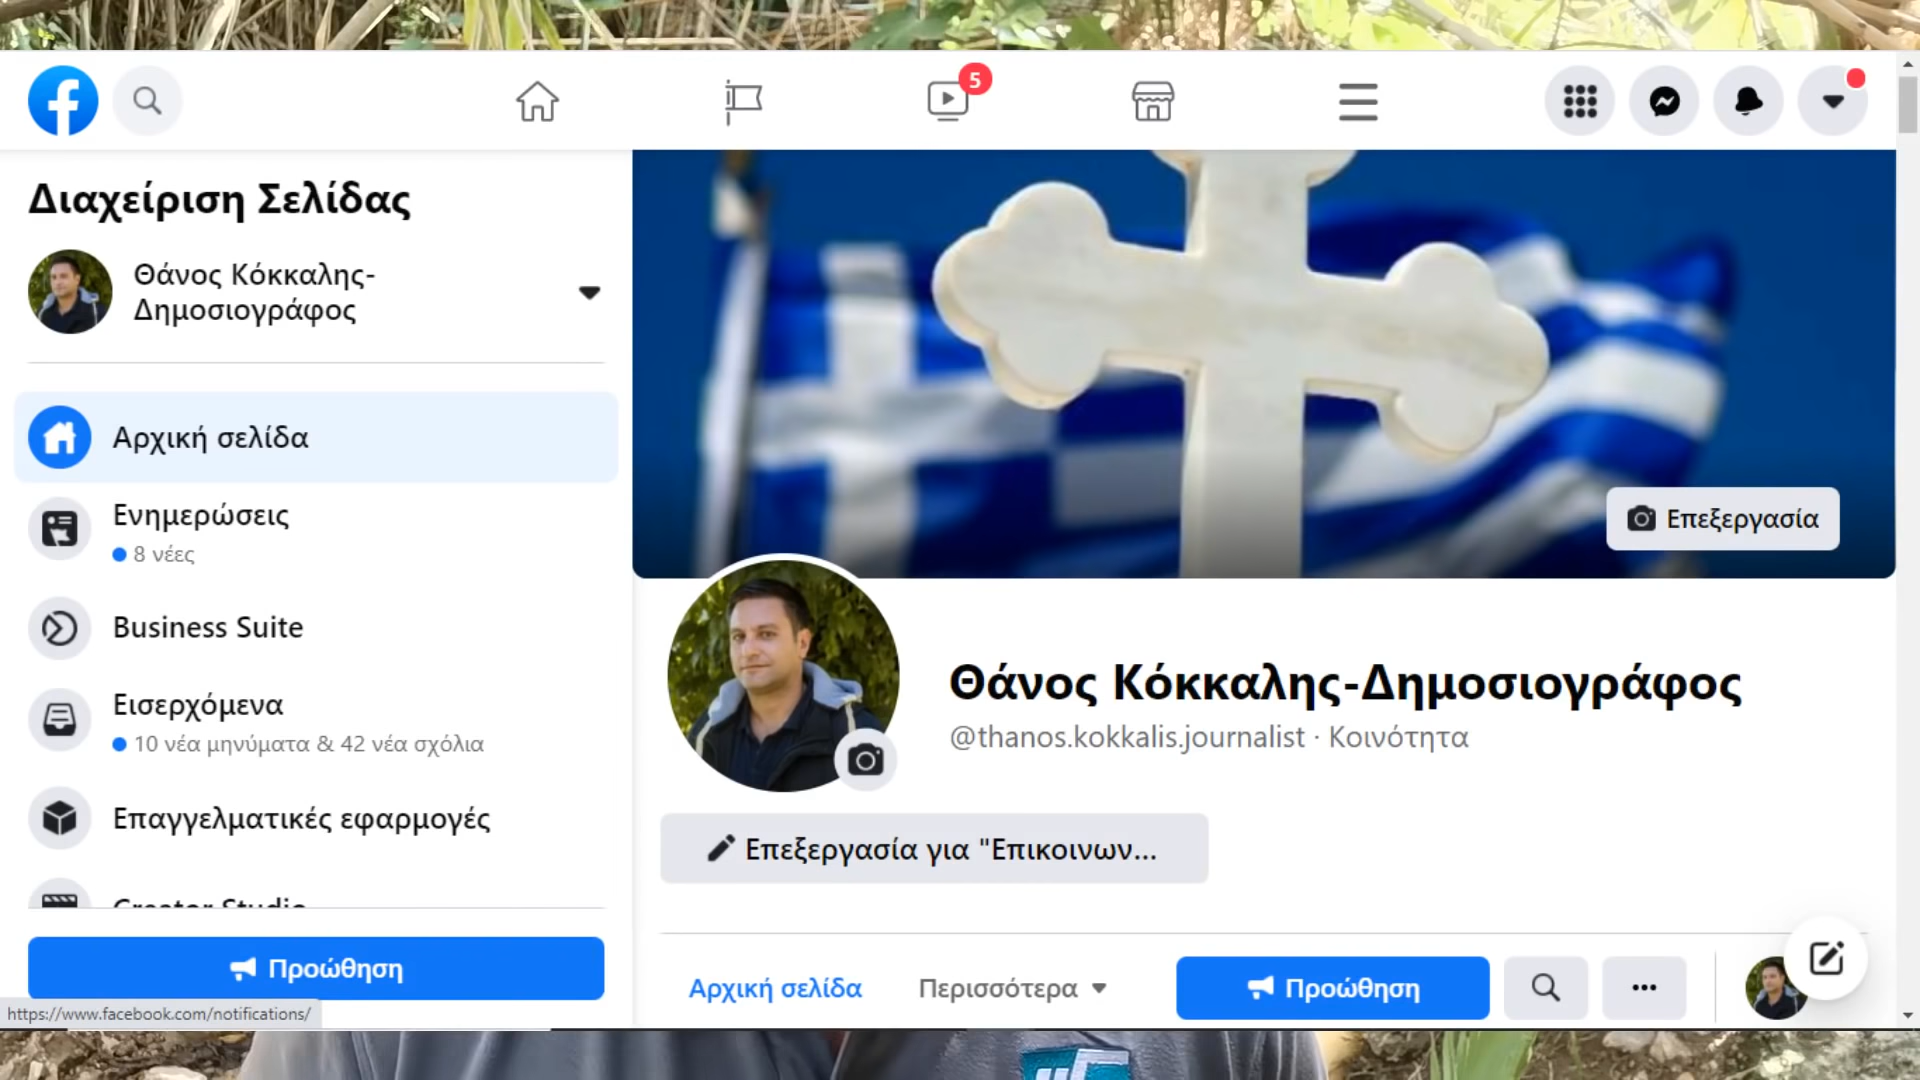 5
Διαχείριση Σελίδας
Θάνος Κόκκαλης-
Δημοσιογράφος
Αρχική σελίδα
Ενημερώσεις
8 νέες
Business Suite
Εισερχόμενα
10 νέα μηνύματα & 42 νέα σχόλια
Επαγγελματικές εφαρμογές
Creator Studio
Προώθηση
https://www.facebook.com/notifications/
Επεξεργασία
Θάνος Κόκκαλης-Δημοσιογράφος
@thanos.kokkalis.journalist · Κοινότητα
Επεξεργασία για "Επικοινων...
Αρχική σελίδα
Περισσότερα
Προώθηση